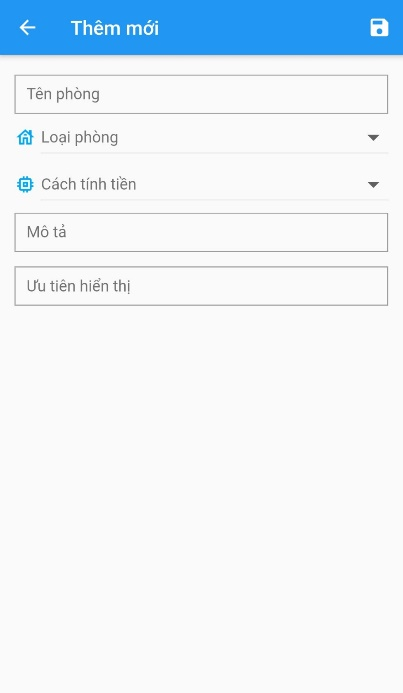 Thêm mới
Tên phòng
Loại phòng
Cách tính tiền
Mô tả
Ưu tiên hiển thị